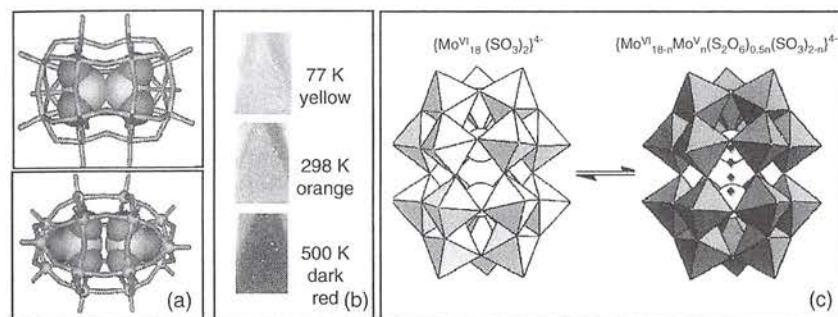 (a)
77 K
yellow
298 K
orange
500 K
dark
red
(b)
{Mo^VI_18 (SO_3)_2}^4-
{Mo^VI_18-n Mo^V_n(S_2O_6)_0.5n(SO_3)_2-n}^4-
(c)